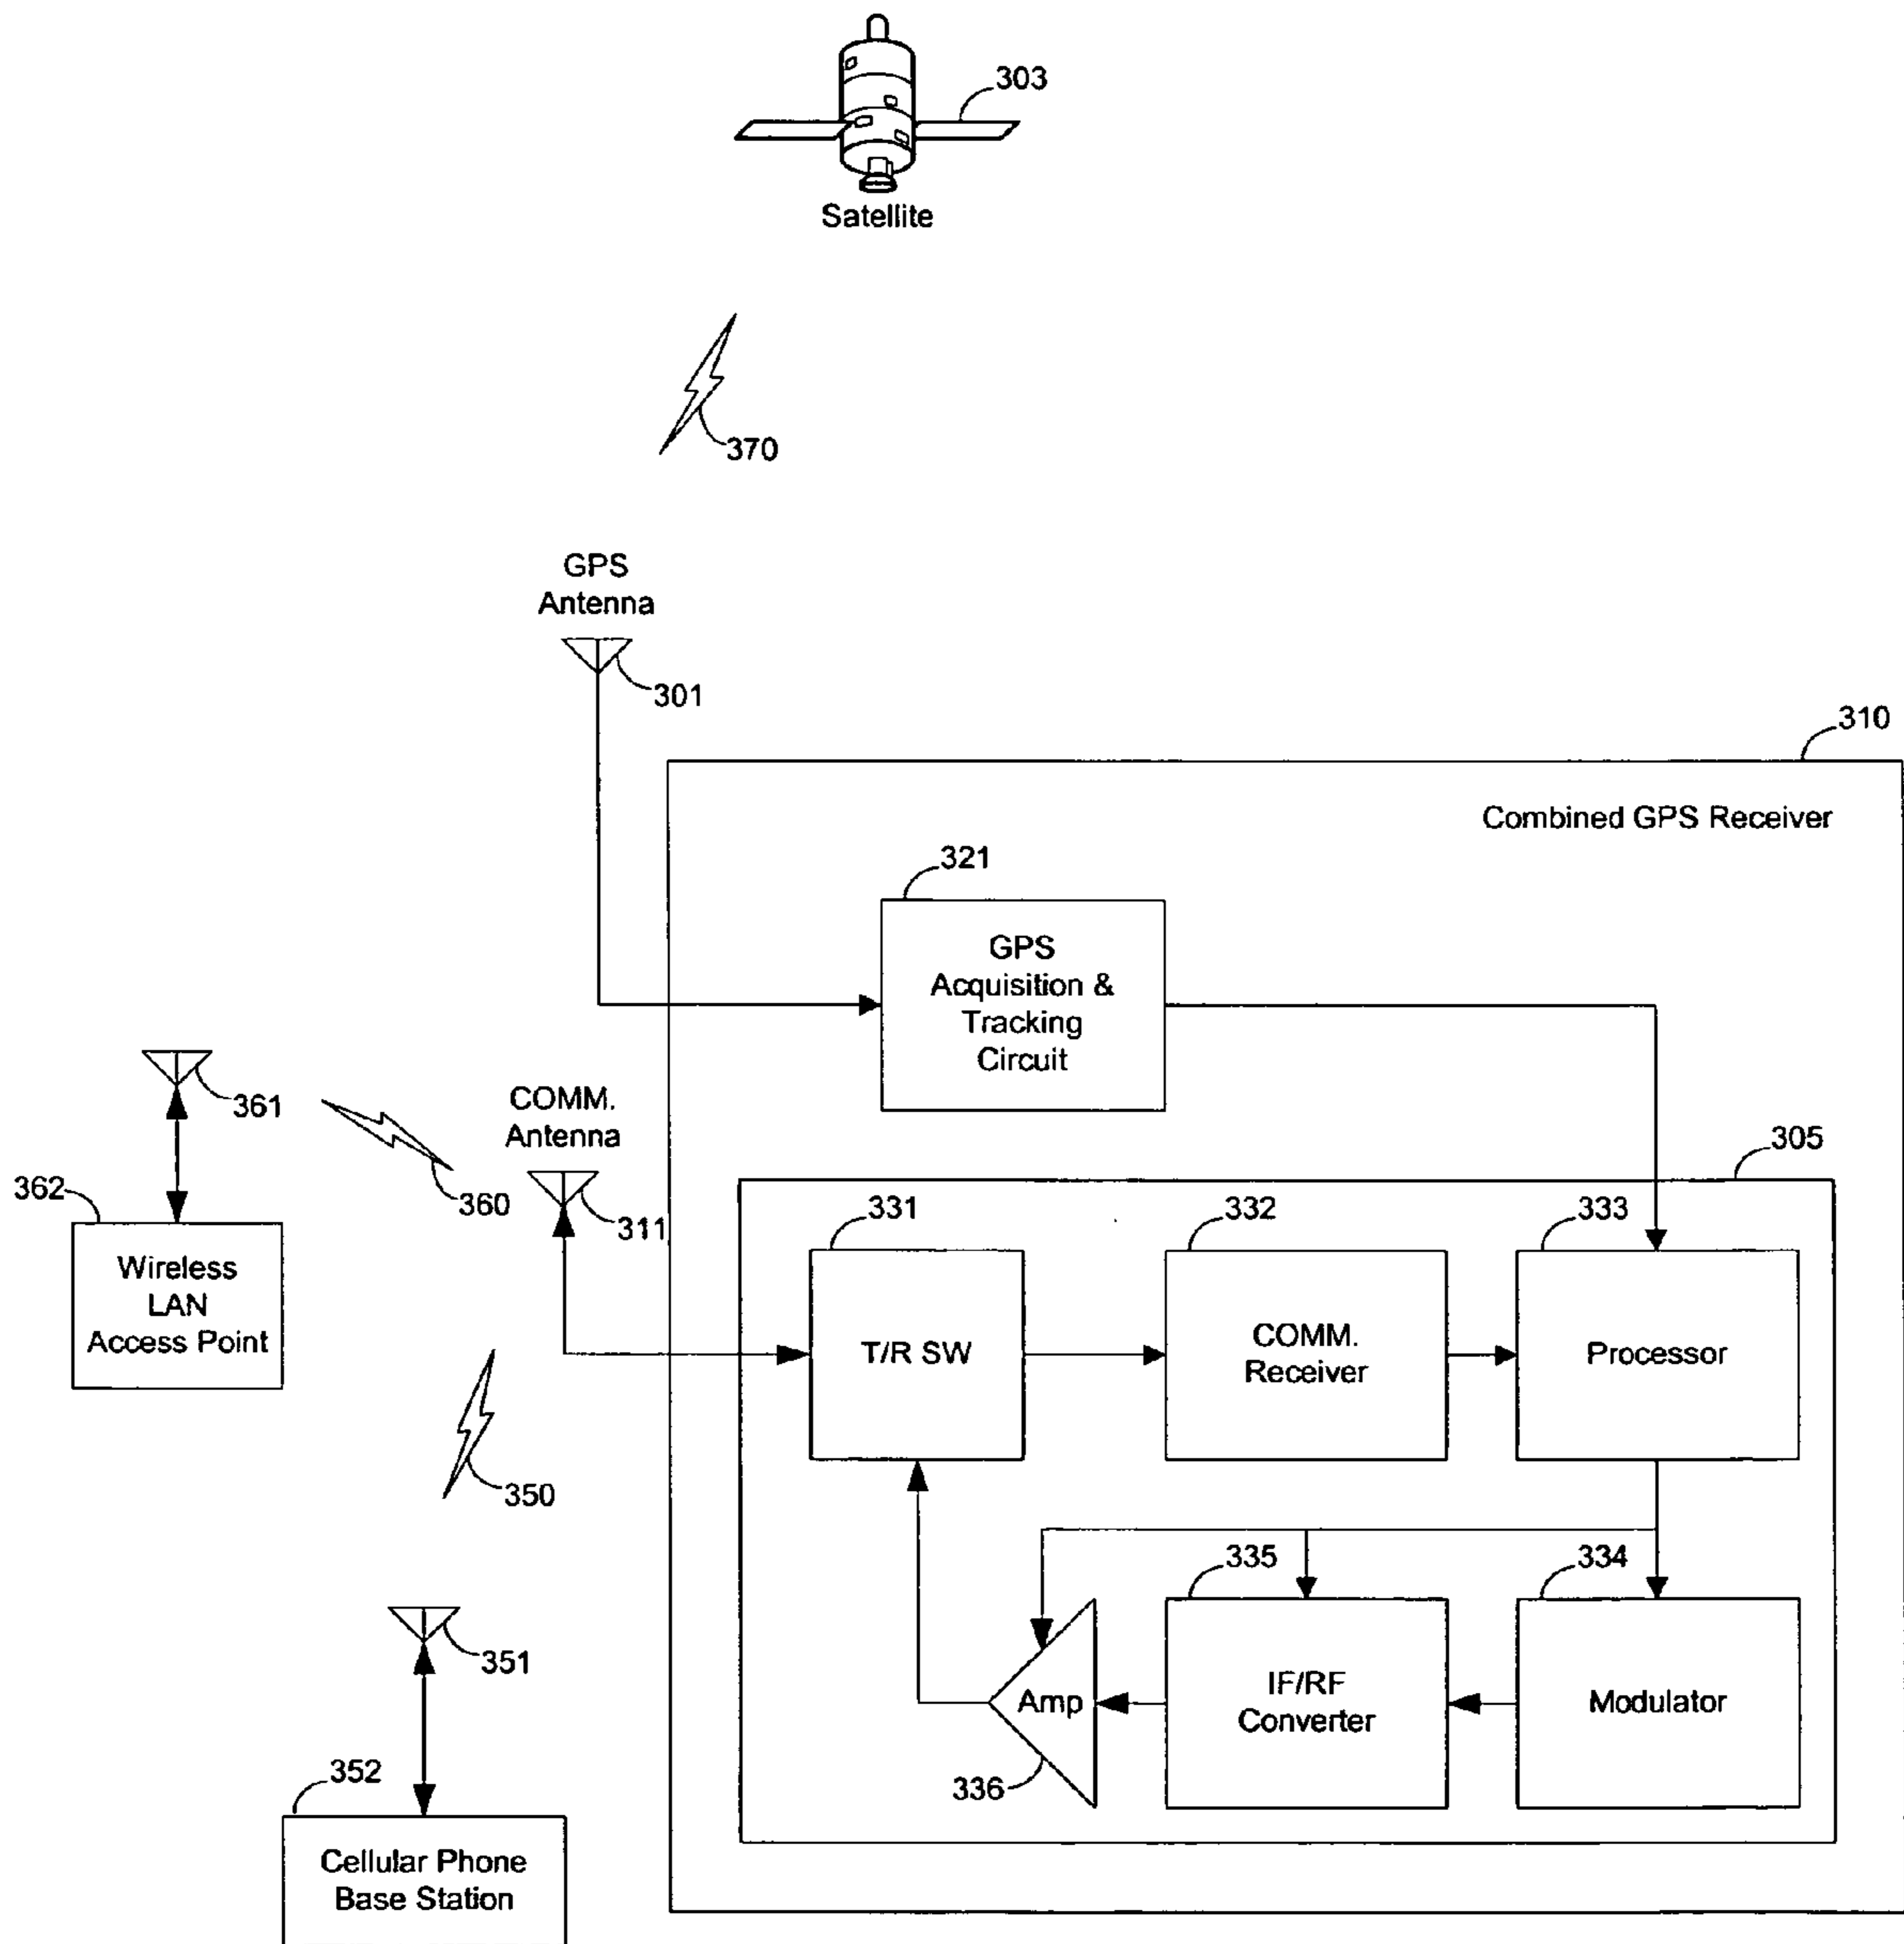 303
Satellite
370
GPS
Antenna
301
310
Combined GPS Receiver
321
GPS
Acquisition &
Tracking
Circuit
361
360
COMM.
Antenna
311
362
Wireless
LAN
Access Point
305
331
T/R SW
332
COMM.
Receiver
333
Processor
350
351
352
Cellular Phone
Base Station
336
Amp
335
IF/RF
Converter
334
Modulator